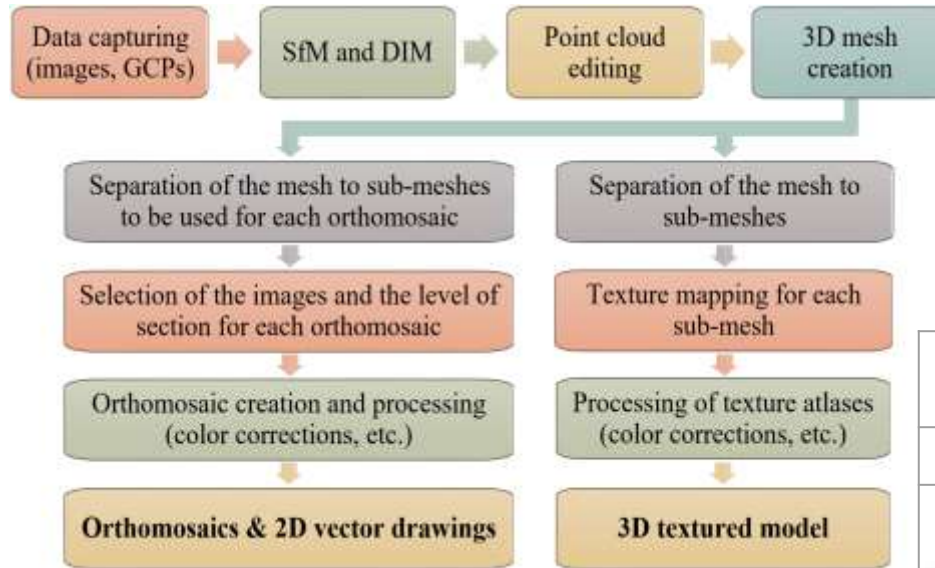 Data capturing
(images, GCPs)
SfM and DIM
Point cloud
editing
3D mesh
creation
Separation of the mesh to sub-meshes
to be used for each orthomosaic
Separation of the mesh to
sub-meshes
Selection of the images and the level of
section for each orthomosaic
Texture mapping for each
sub-mesh
Orthomosaic creation and processing
(color corrections, etc.)
Processing of texture atlases
(color corrections, etc.)
Orthomosaics & 2D vector drawings
3D textured model